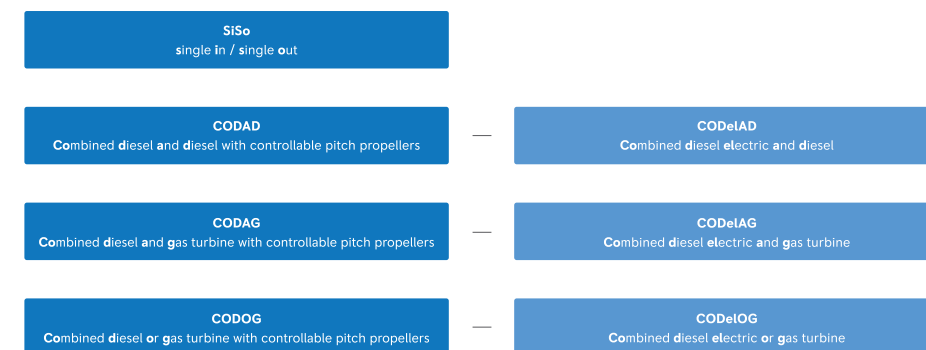 SiSo
single in / single out
CODAD
Combined diesel and diesel with controllable pitch propellers
CODelAD
Combined diesel electric and diesel
CODAG
Combined diesel and gas turbine with controllable pitch propellers
CODelAG
Combined diesel electric and gas turbine
CODOG
Combined diesel or gas turbine with controllable pitch propellers
CODelOG
Combined diesel electric or gas turbine